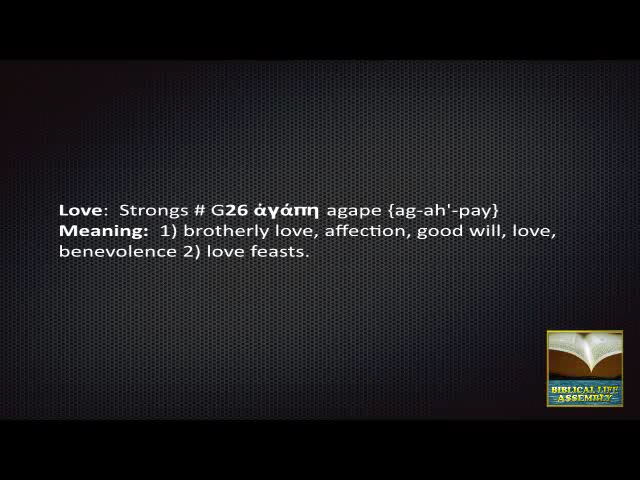 Love:  Strongs # G26 ἀγάπη agape {ag-ah'-pay}
Meaning:  1) brotherly love, affection, good will, love,
benevolence 2) love feasts.
BIBLICAL LIFE
ASSEMBLY